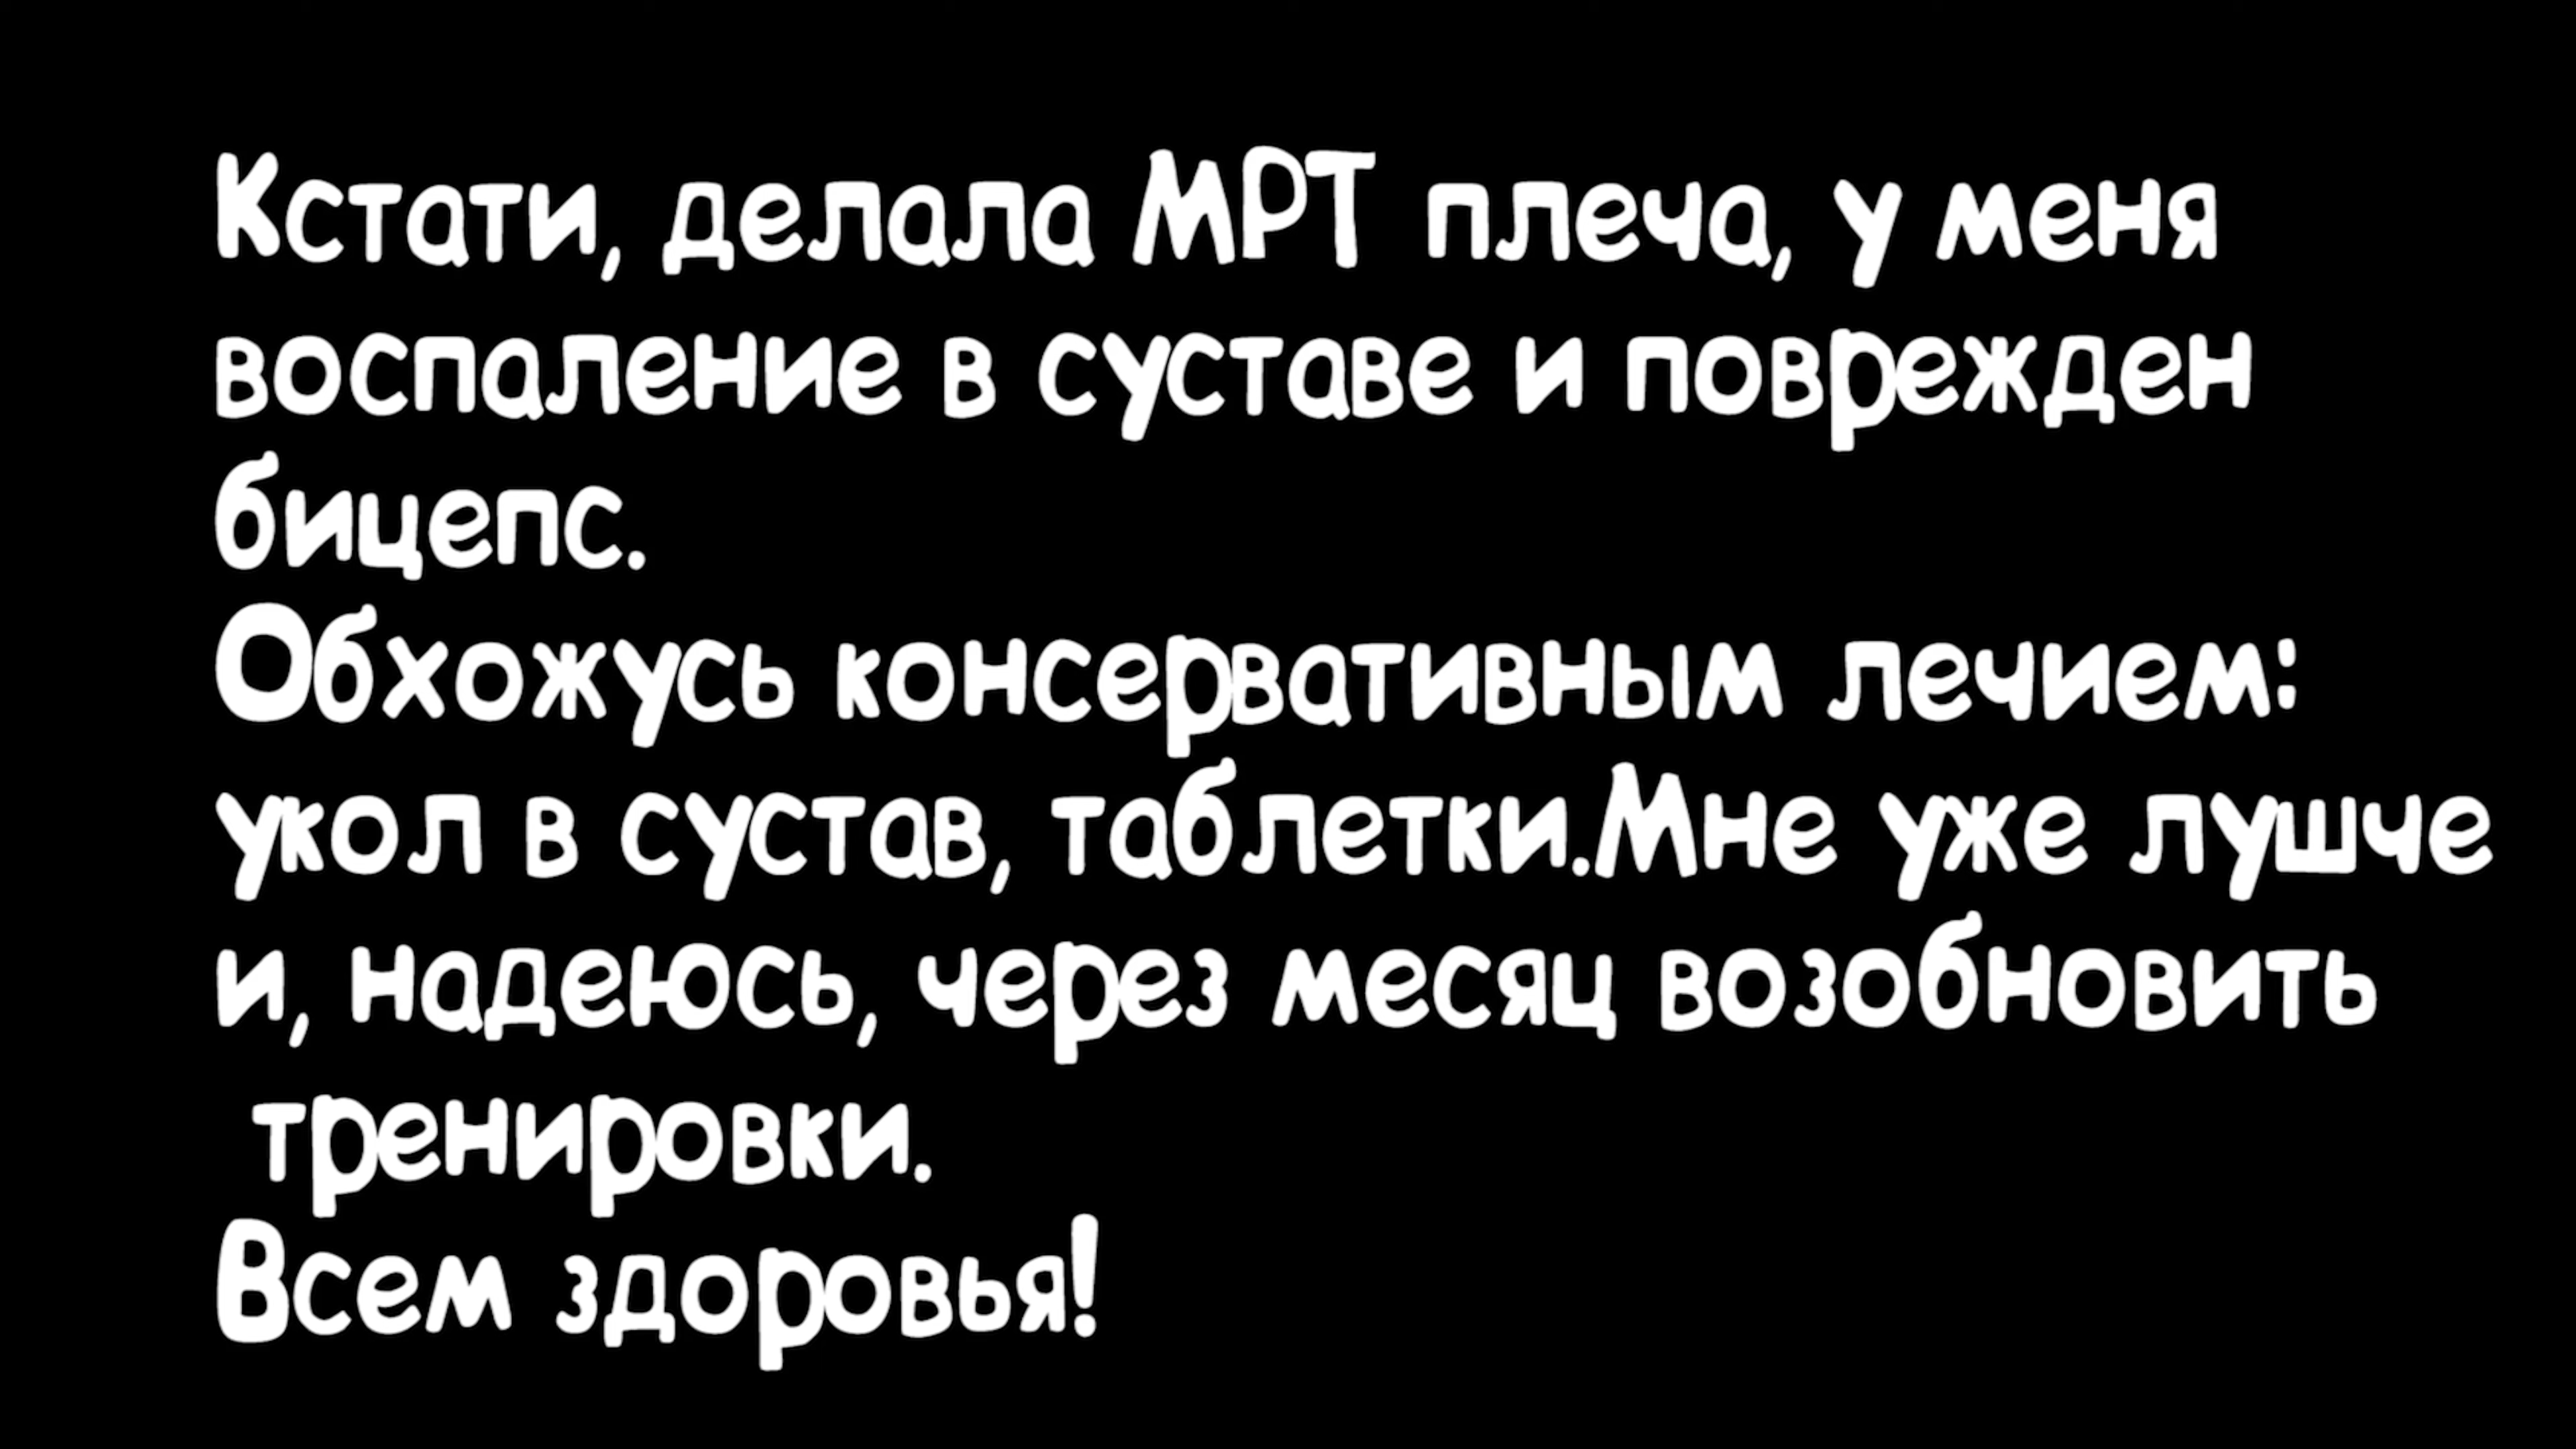 Кстати, делала МРТ плеча, у меня
воспаление в суставе и поврежден
бицепс.
Обхожусь консервативным лечием:
укол в сустав, таблетки.Мне уже лушче
и, надеюсь, через месяц возобновить
тренировки.
Всем здоровья!